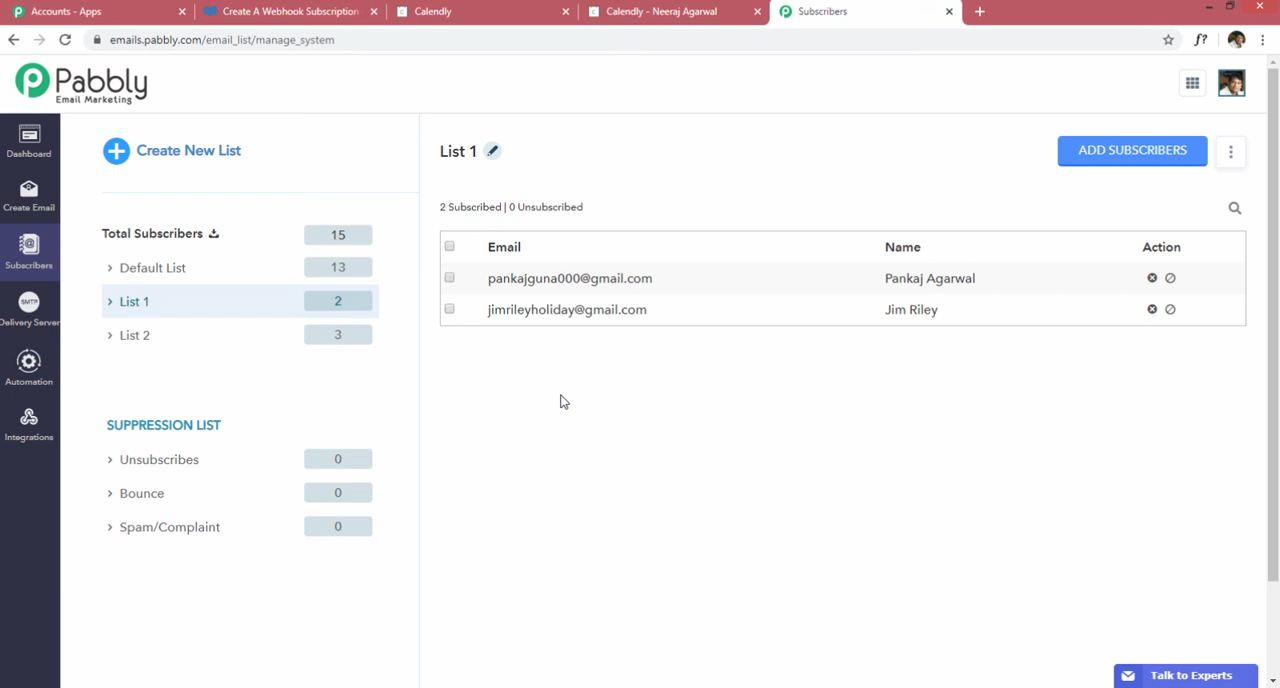 Accounts - Apps
Create A Webhook Subscription
Calendly
Calendly - Neeraj Agarwal
Subscribers
emails.pabbly.com/email_list/manage_system
f?
Pabbly
Email Marketing
Dashboard
Create Email
Subscribers
SMTP
Delivery Server
Automation
Integrations
Create New List
Total Subscribers 15
Default List 13
List 1 2
List 2 3
SUPPRESSION LIST
Unsubscribes 0
Bounce 0
Spam/Complaint 0
List 1
ADD SUBSCRIBERS
2 Subscribed | 0 Unsubscribed
Email Name Action
pankajguna000@gmail.com Pankaj Agarwal
jimrileyholiday@gmail.com Jim Riley
Talk to Experts